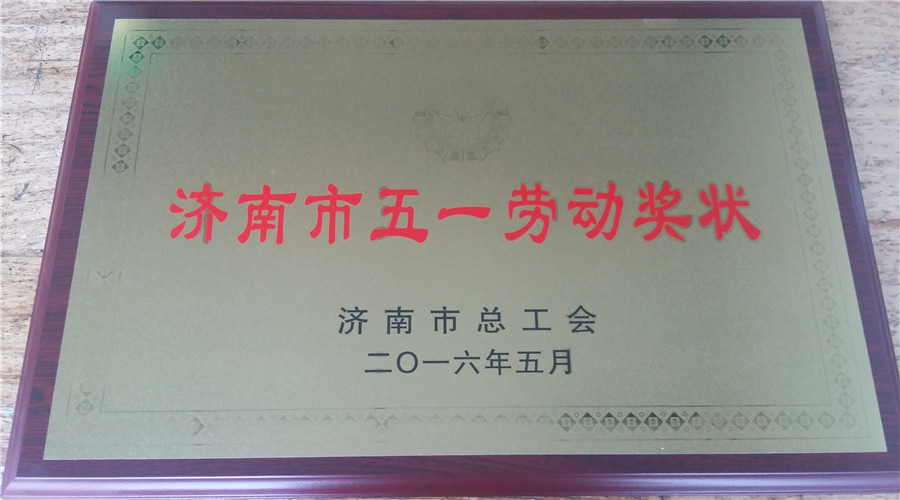 济南市五一劳动奖状
济南市总工会
二〇一六年五月